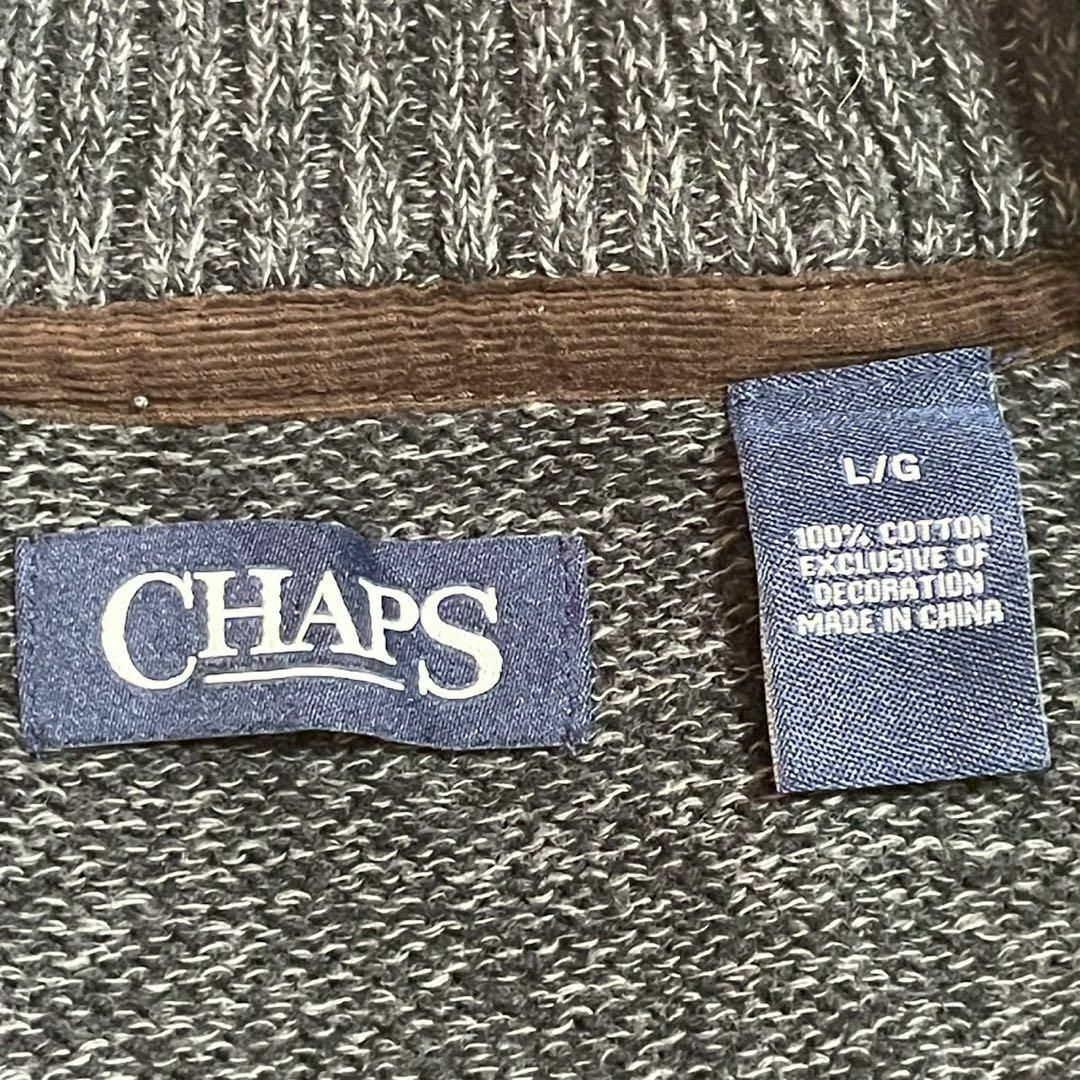 CHAPS
L/G
100% COTTON
EXCLUSIVE OF
DECORATION
MADE IN CHINA